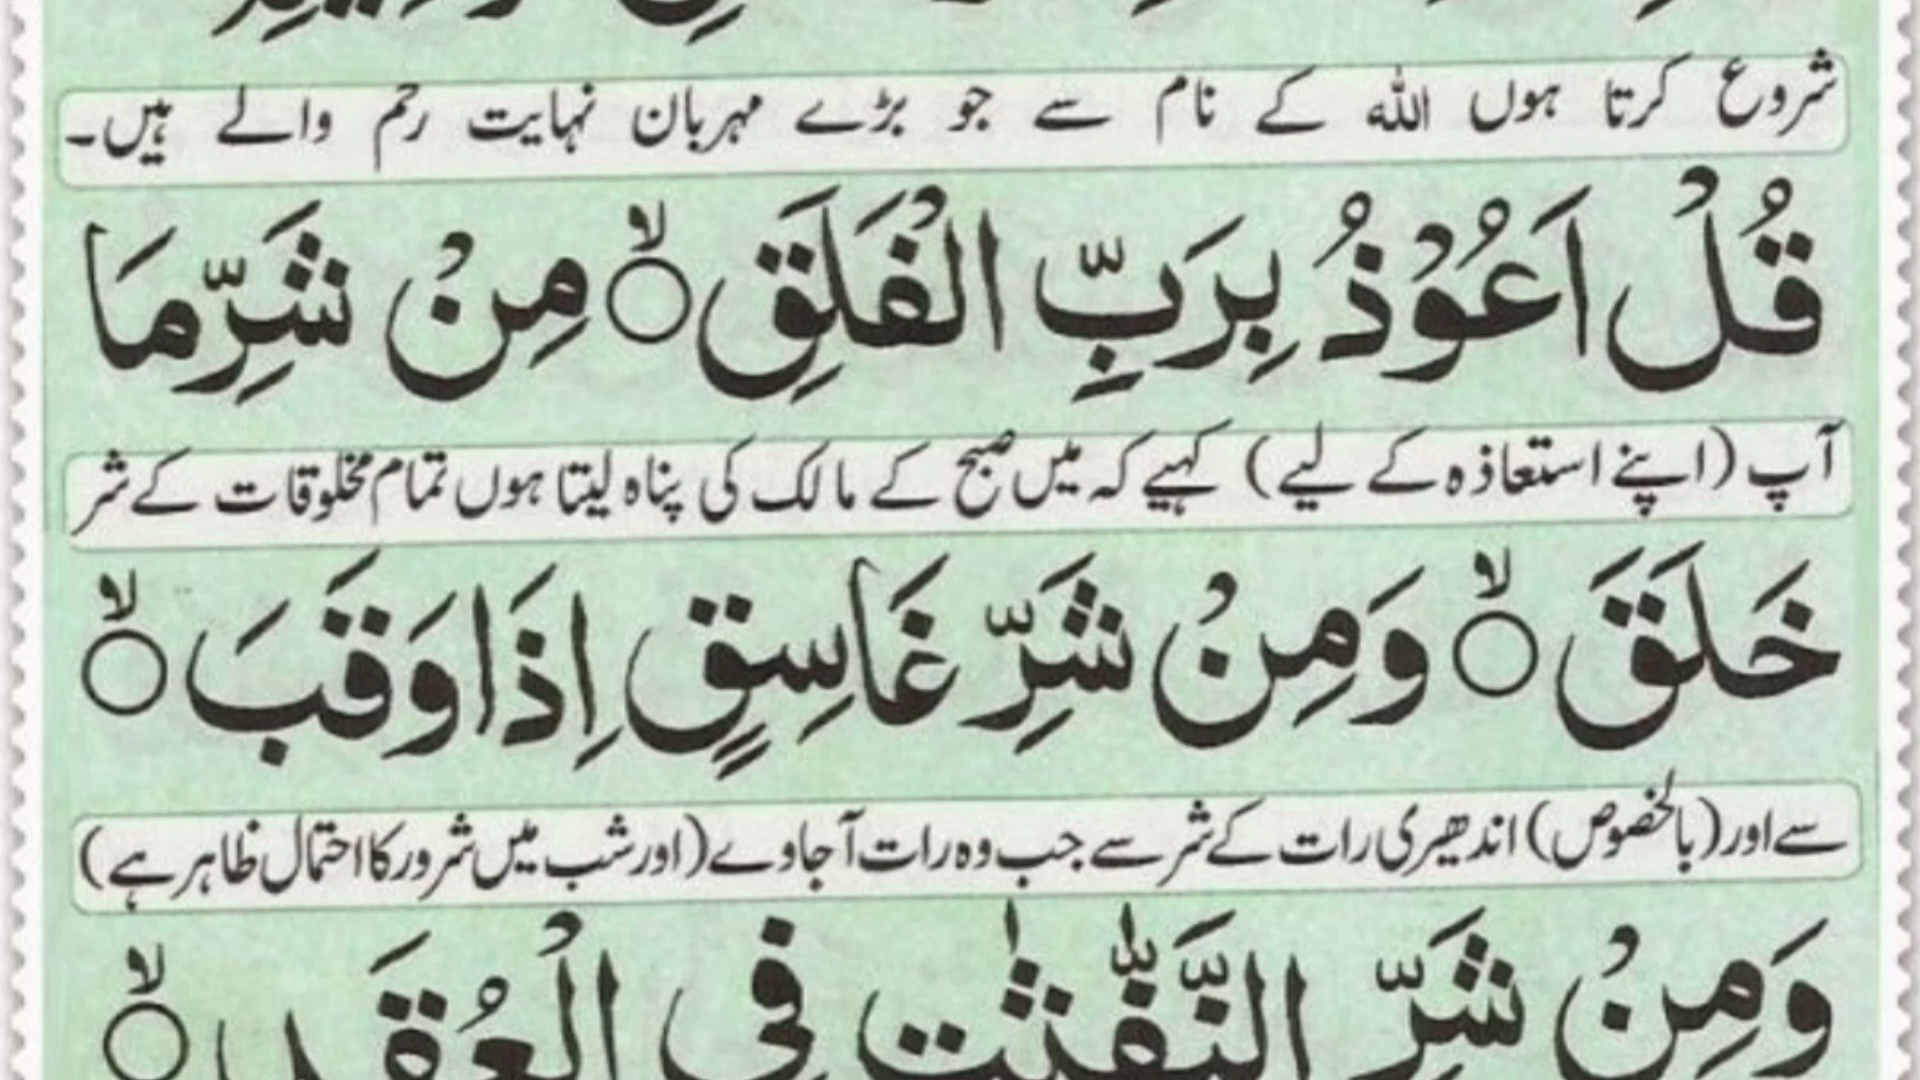 شروع کرتا ہوں اللہ کے نام سے جو بڑے مہربان نہایت رحم والے ہیں۔
قُلْ اَعُوْذُ بِرَبِّ الْفَلَقِ ۙ○ مِنْ شَرِّ مَا
آپ (اپنے استعاذہ کے لیے) کہیے کہ میں صبح کے مالک کی پناہ لیتا ہوں تمام مخلوقات کے شر
خَلَقَ ۙ○ وَمِنْ شَرِّ غَاسِقٍ اِذَا وَقَبَ ۙ○
سے اور (بالخصوص) اندھیری رات کے شر سے جب وہ رات آ جاوے (اور شب میں شرور کا احتمال ظاہر ہے)
وَمِنْ شَرِّ النَّفّٰثٰتِ فِی الْعُقَدِ ۙ○